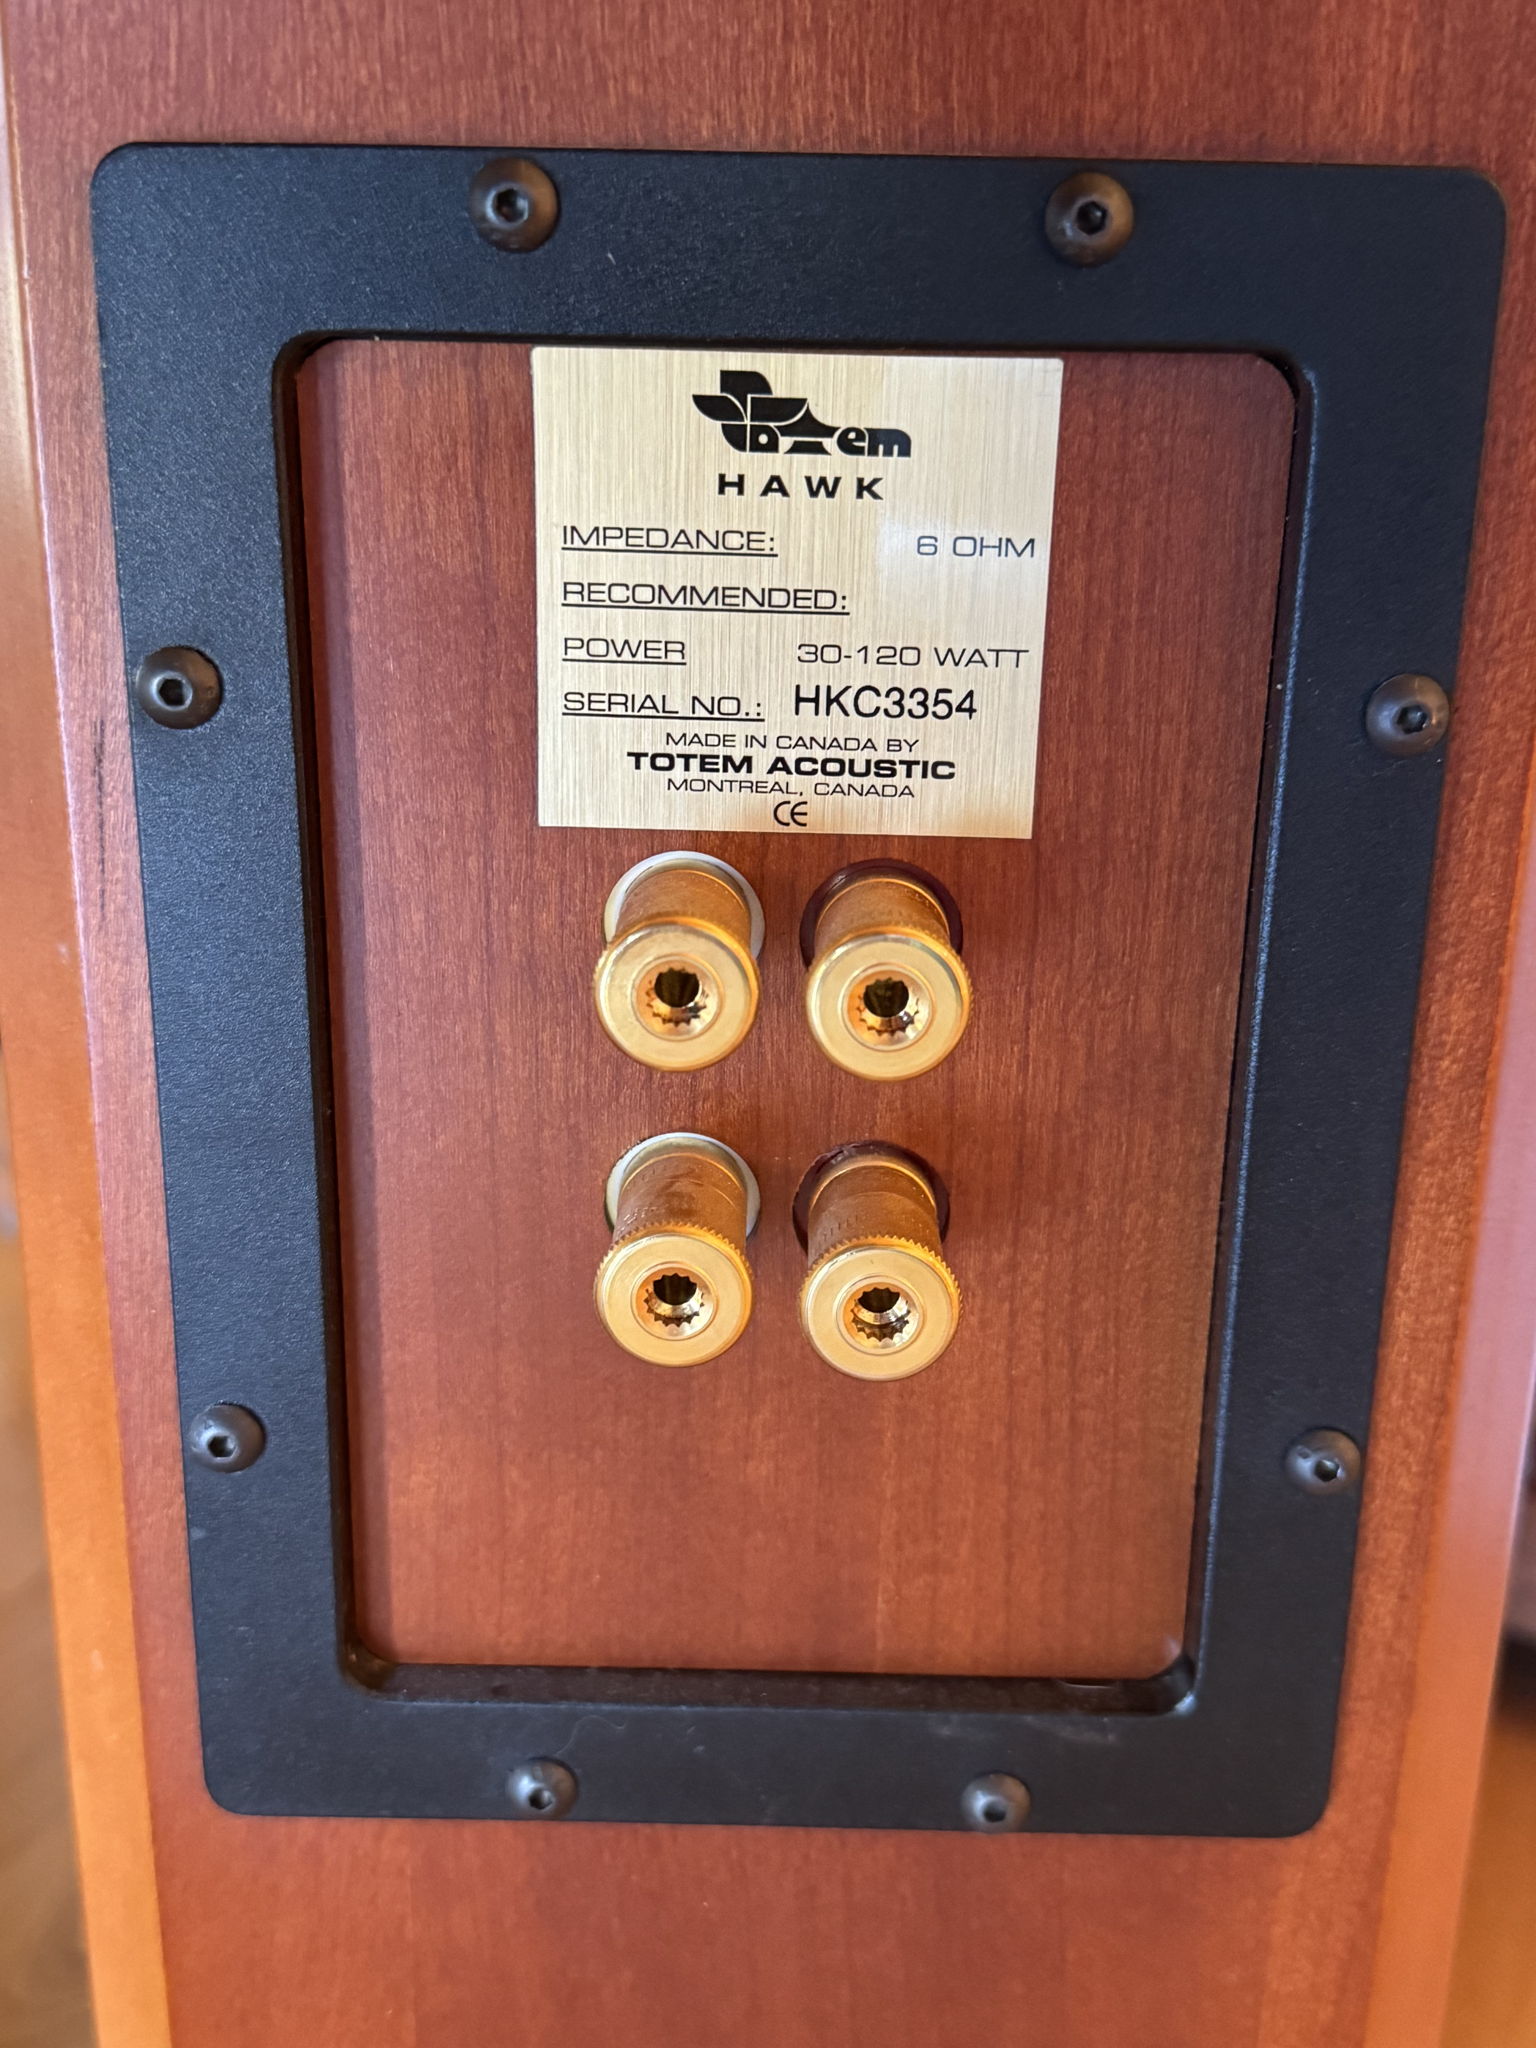 Totem
HAWK
IMPEDANCE: 6 OHM
RECOMMENDED:
POWER 30-120 WATT
SERIAL NO.: HKC3354
MADE IN CANADA BY
TOTEM ACOUSTIC
MONTREAL, CANADA
CE